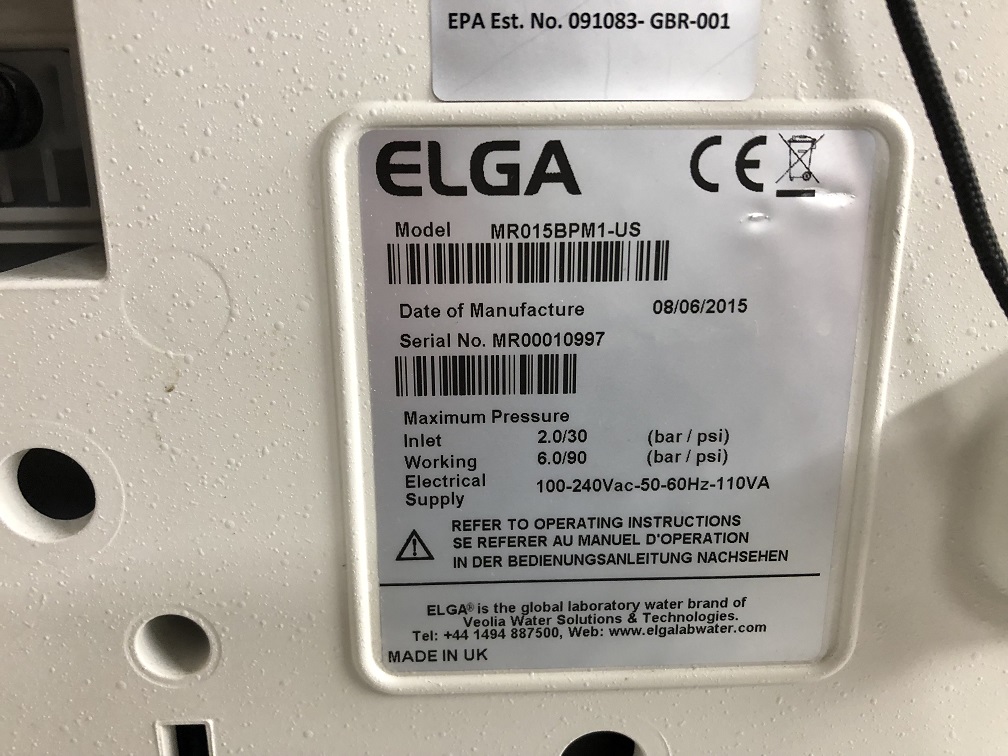 EPA Est. No. 091083- GBR-001
ELGA CE
Model MR015BPM1-US
Date of Manufacture 08/06/2015
Serial No. MR00010997
Maximum Pressure
Inlet 2.0/30 (bar / psi)
Working 6.0/90 (bar / psi)
Electrical
Supply 100-240Vac-50-60Hz-110VA
REFER TO OPERATING INSTRUCTIONS
SE REFERER AU MANUEL D'OPERATION
IN DER BEDIENUNGSANLEITUNG NACHSEHEN
ELGA® is the global laboratory water brand of
Veolia Water Solutions & Technologies.
Tel: +44 1494 887500, Web: www.elgalabwater.com
MADE IN UK